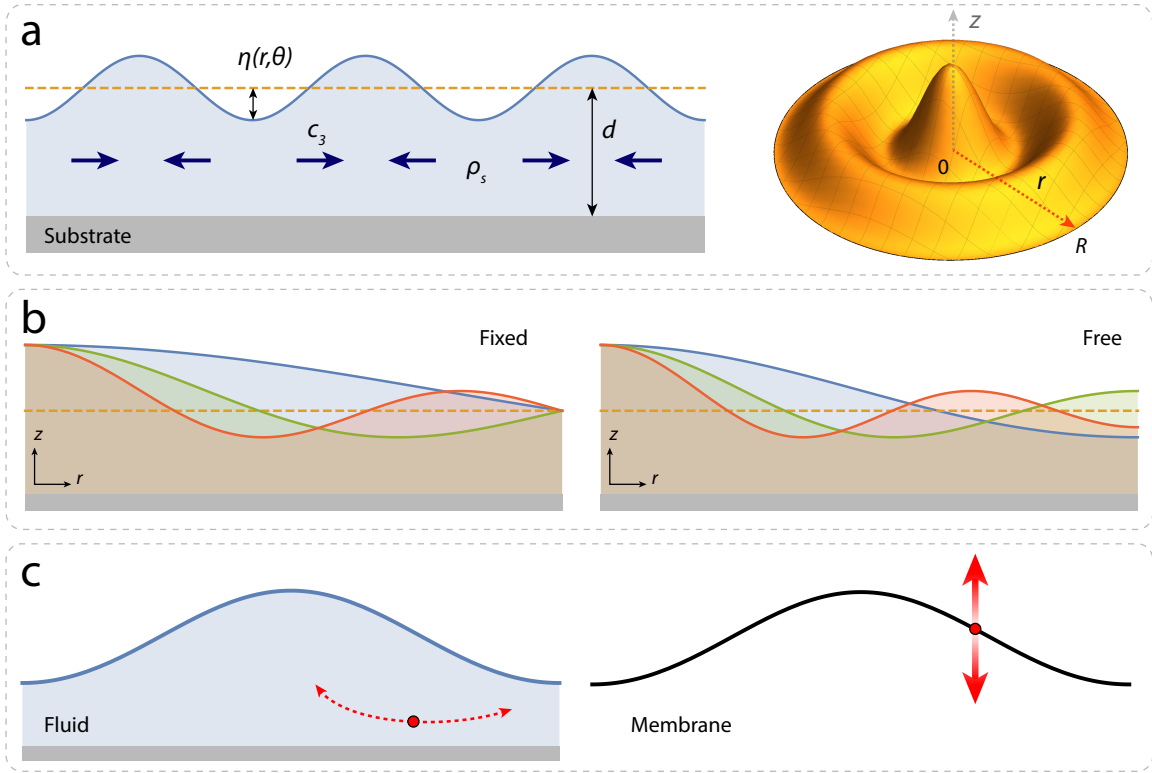 a
η(r,θ)
c₃
d
ρₛ
Substrate
z
0
r
R
b
Fixed
z
r
Free
z
r
c
Fluid
Membrane